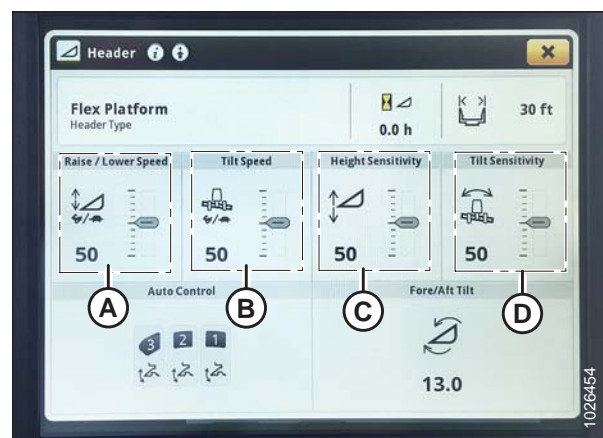 Header
Flex Platform
Header Type
0.0 h
30 ft
Raise / Lower Speed
Tilt Speed
Height Sensitivity
Tilt Sensitivity
50
50
50
50
A
B
C
D
Auto Control
Fore/Aft Tilt
3 2 1
13.0
1026454